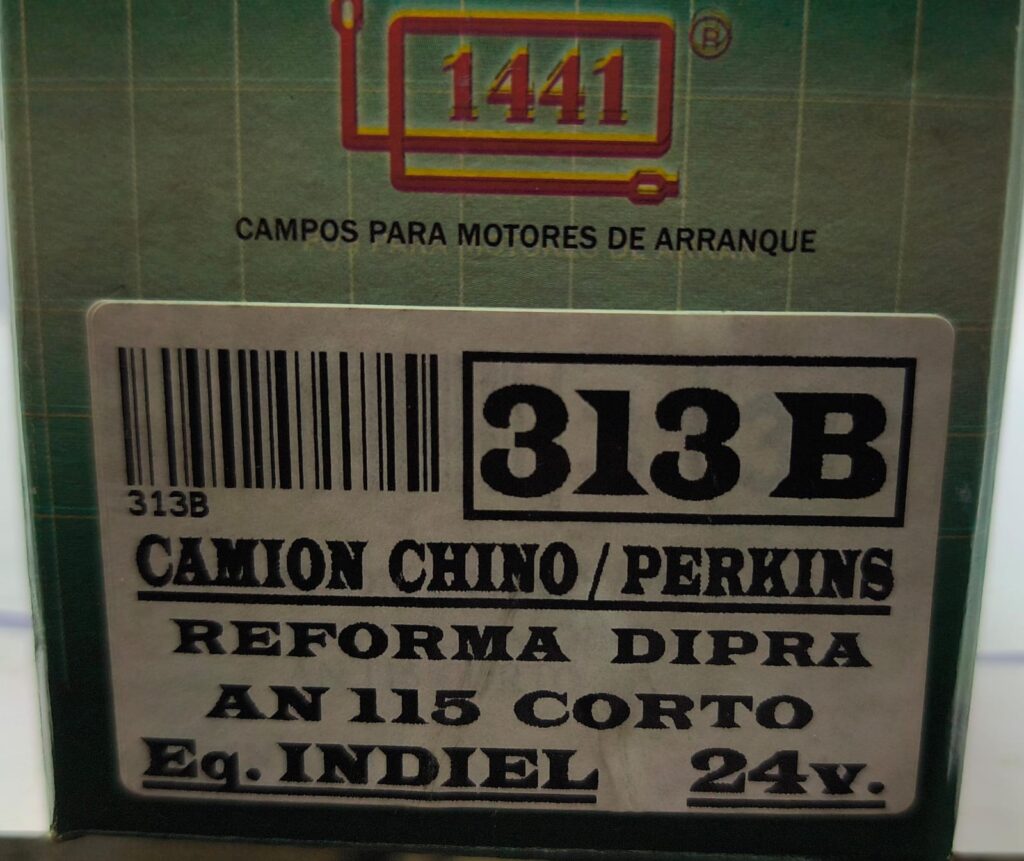 1441 ®
CAMPOS PARA MOTORES DE ARRANQUE
313B
313 B
CAMION CHINO / PERKINS
REFORMA DIPRA
AN 115 CORTO
Eq. INDIEL 24v.